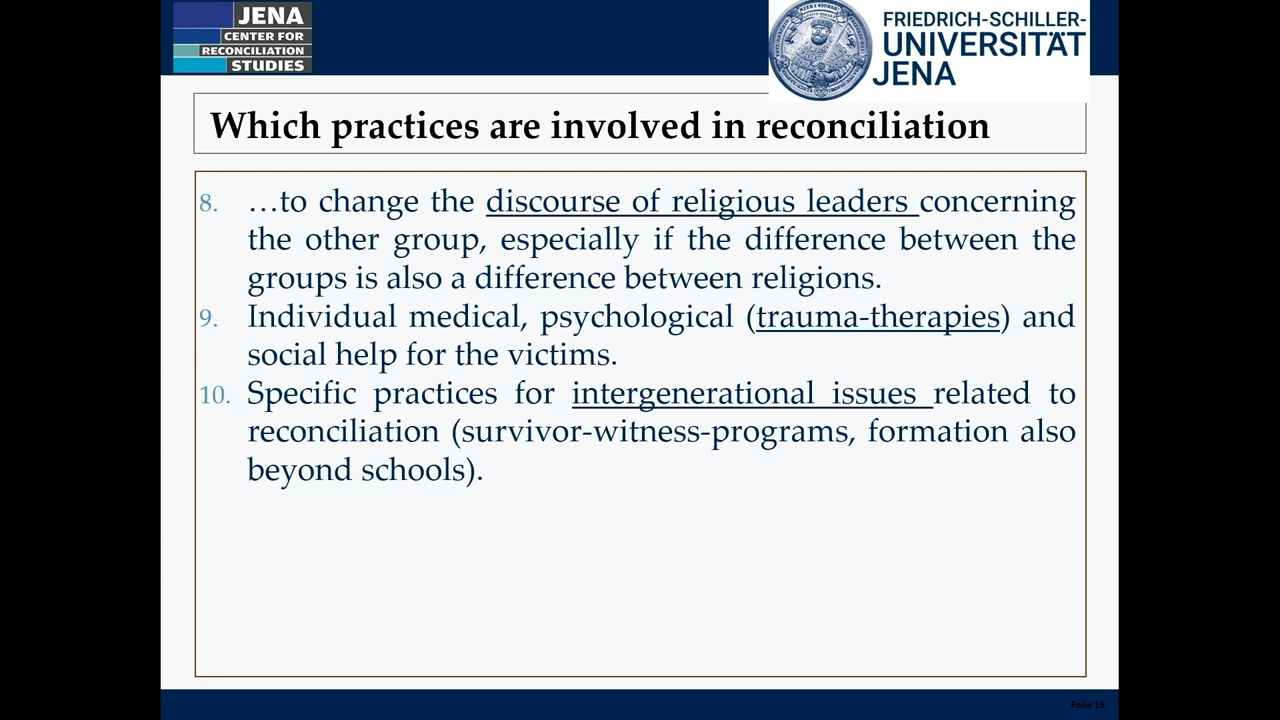 JENA
CENTER FOR
RECONCILIATION
STUDIES
FRIEDRICH-SCHILLER-
UNIVERSITÄT
JENA
Which practices are involved in reconciliation
8. …to change the discourse of religious leaders concerning
the other group, especially if the difference between the
groups is also a difference between religions.
9. Individual medical, psychological (trauma-therapies) and
social help for the victims.
10. Specific practices for intergenerational issues related to
reconciliation (survivor-witness-programs, formation also
beyond schools).
Folie 19